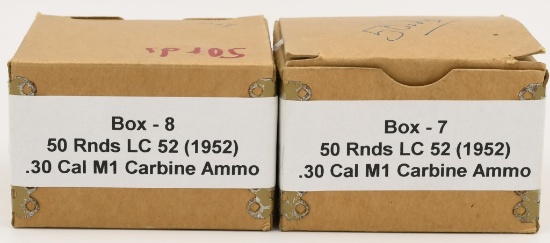 50rds
Box - 8
50 Rnds LC 52 (1952)
.30 Cal M1 Carbine Ammo
Box - 7
50 Rnds LC 52 (1952)
.30 Cal M1 Carbine Ammo